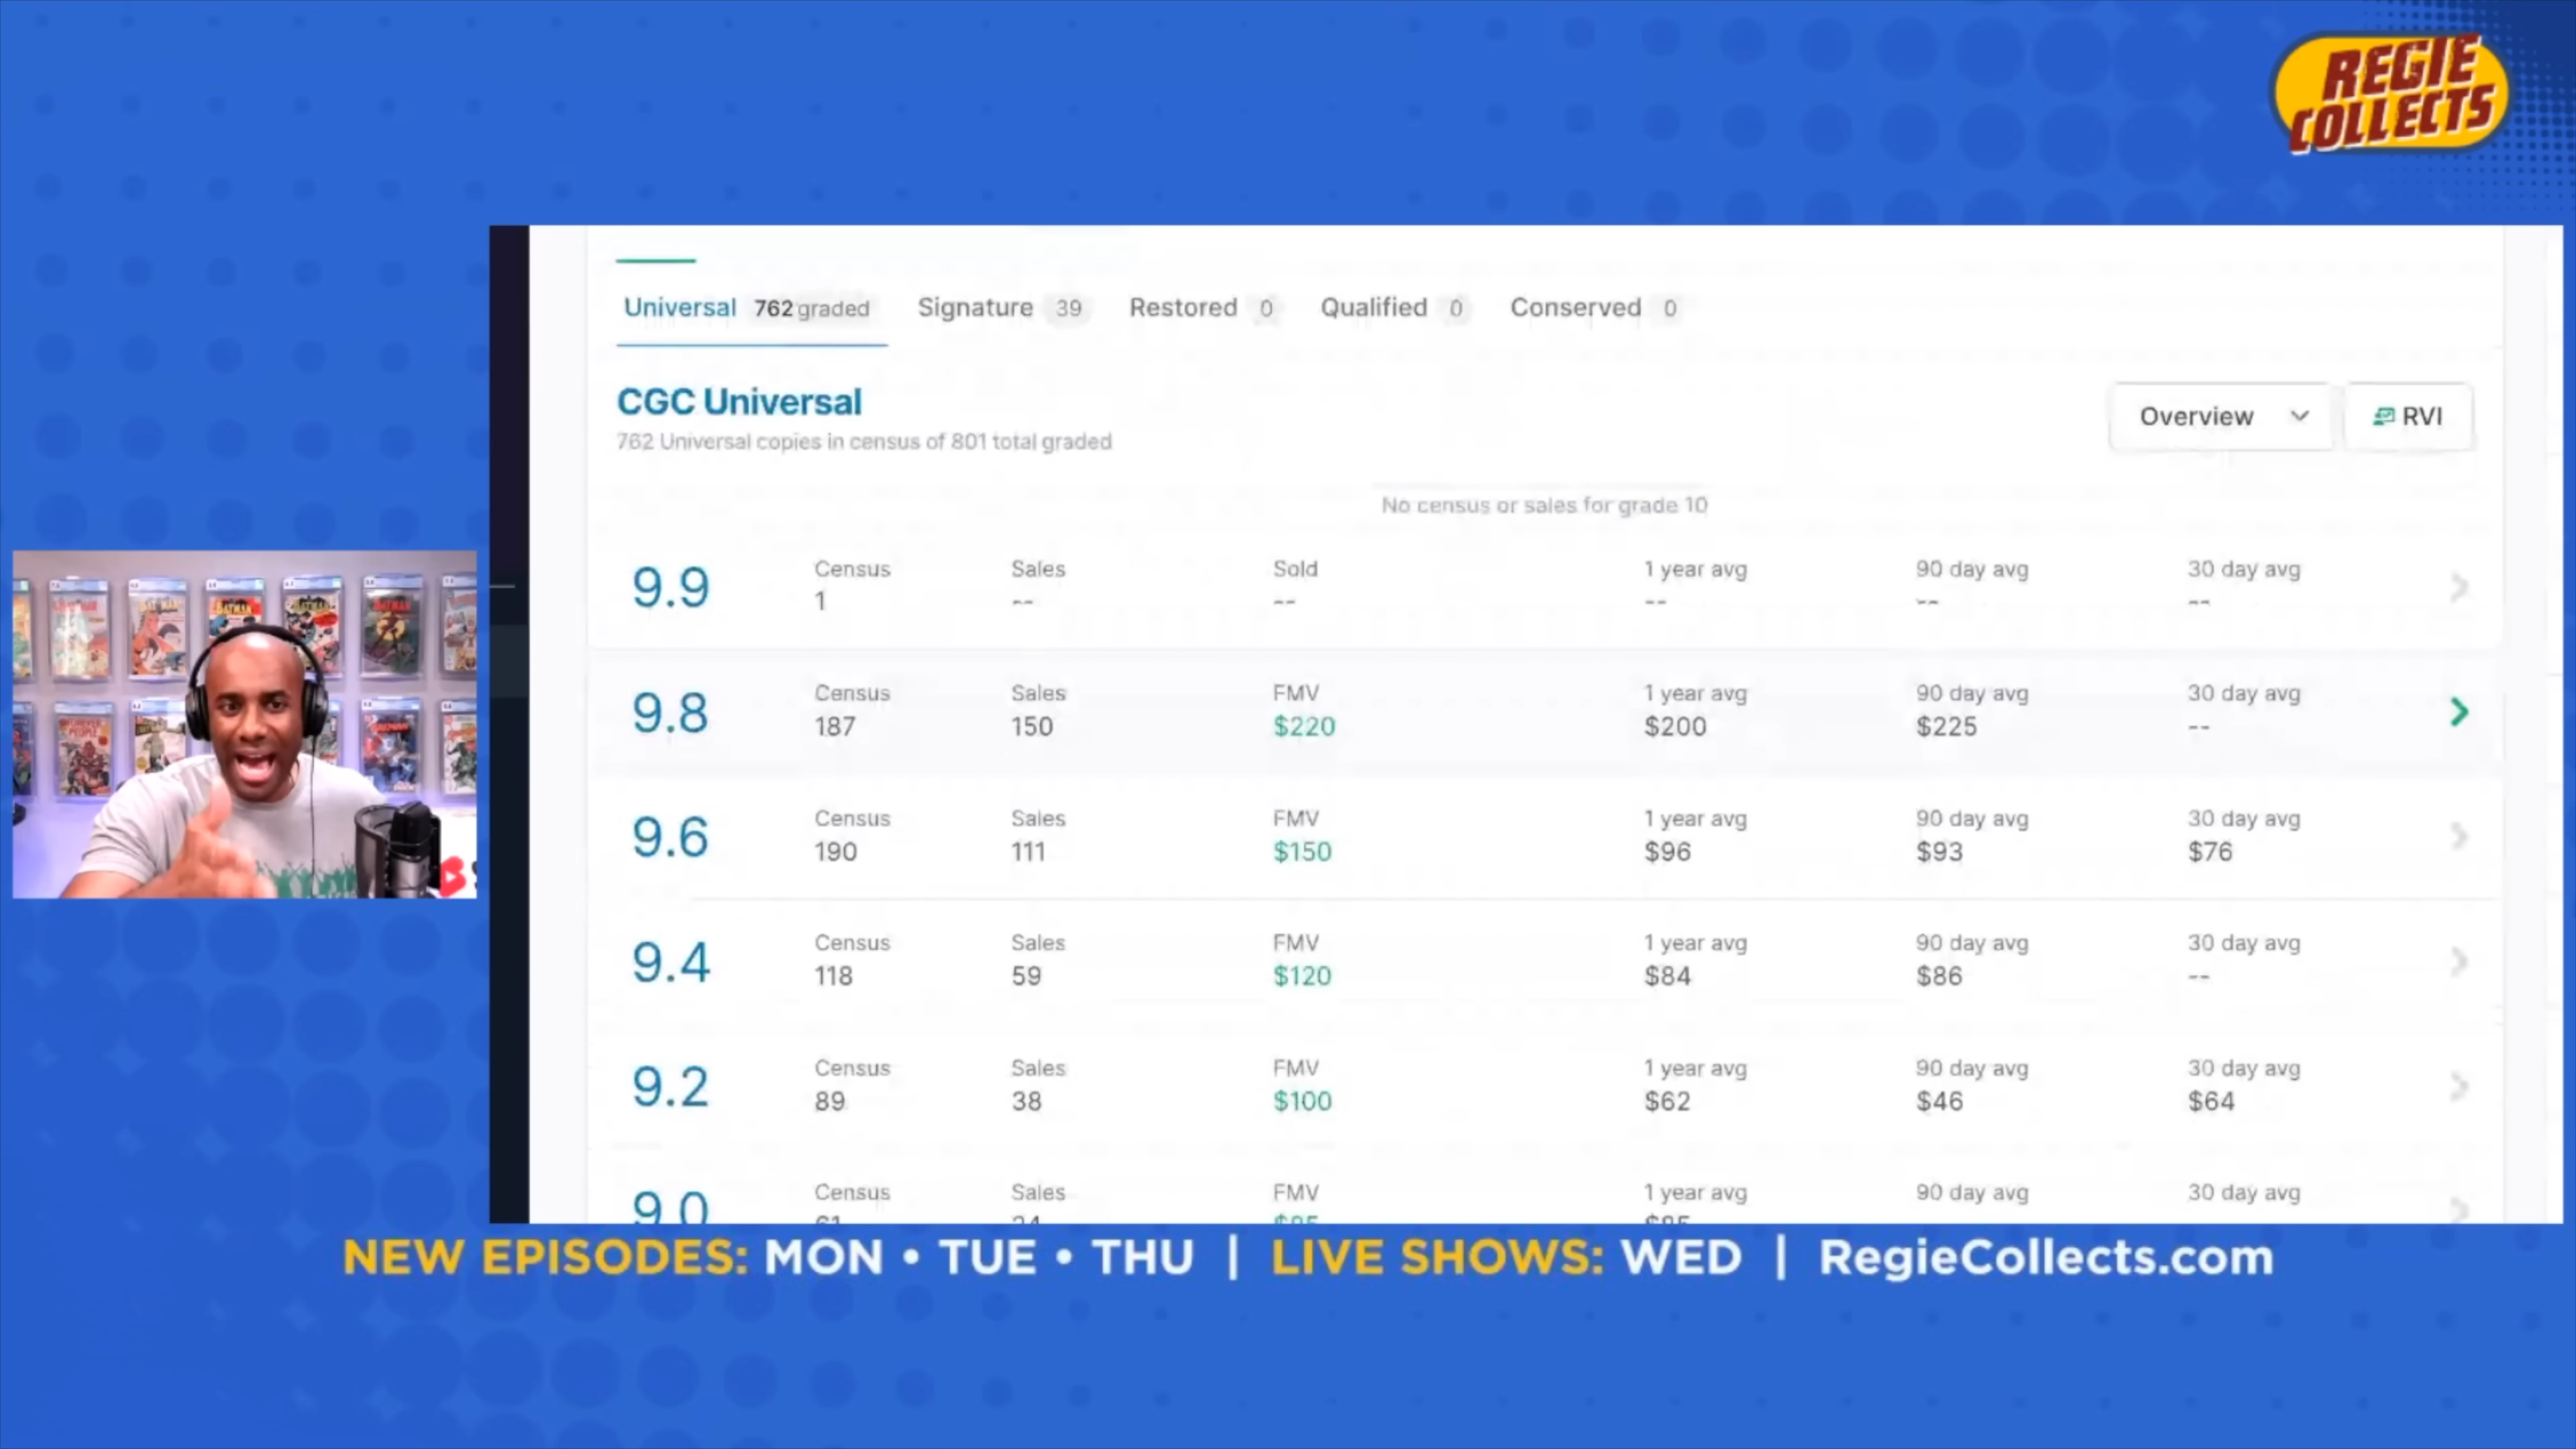 REGIE
COLLECTS
Universal 762 graded Signature 39 Restored 0 Qualified 0 Conserved 0
CGC Universal
762 Universal copies in census of 801 total graded
Overview RVI
No census or sales for grade 10
9.9 Census Sales Sold 1 year avg 90 day avg 30 day avg
1 -- -- -- -- --
9.8 Census Sales FMV 1 year avg 90 day avg 30 day avg
187 150 $220 $200 $225 --
9.6 Census Sales FMV 1 year avg 90 day avg 30 day avg
190 111 $150 $96 $93 $76
9.4 Census Sales FMV 1 year avg 90 day avg 30 day avg
118 59 $120 $84 $86 --
9.2 Census Sales FMV 1 year avg 90 day avg 30 day avg
89 38 $100 $62 $46 $64
9.0 Census Sales FMV 1 year avg 90 day avg 30 day avg
BATMAN BATMAN BATMAN BATMAN
NEW EPISODES: MON • TUE • THU | LIVE SHOWS: WED | RegieCollects.com